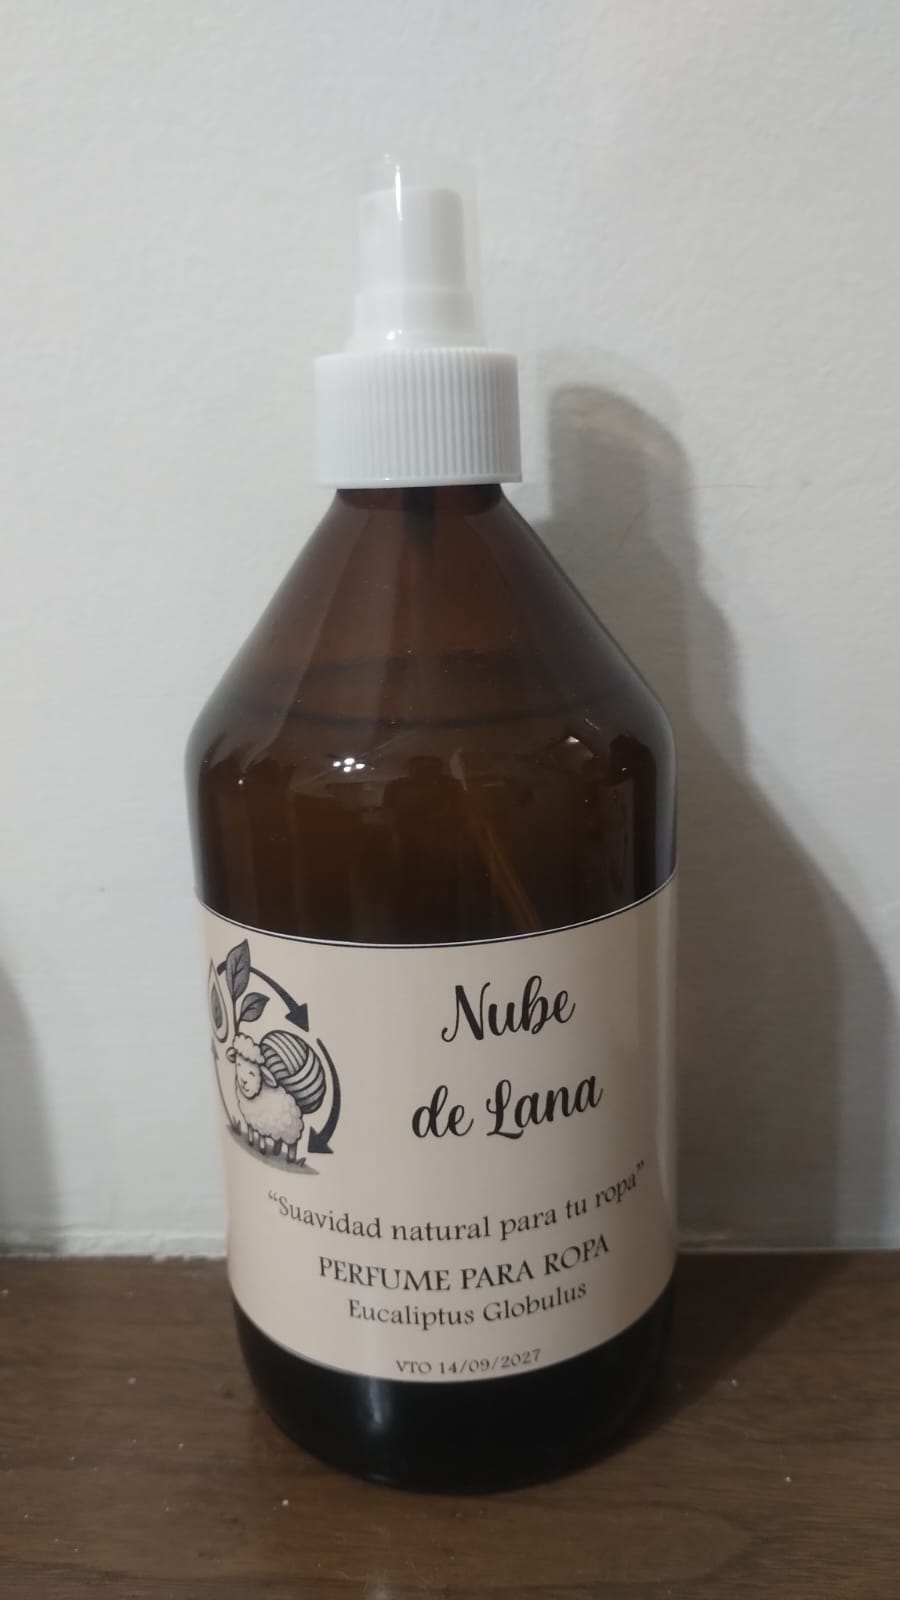 Nube
de Lana
“Suavidad natural para tu ropa”
PERFUME PARA ROPA
Eucaliptus Globulus
VTO 14/09/2027